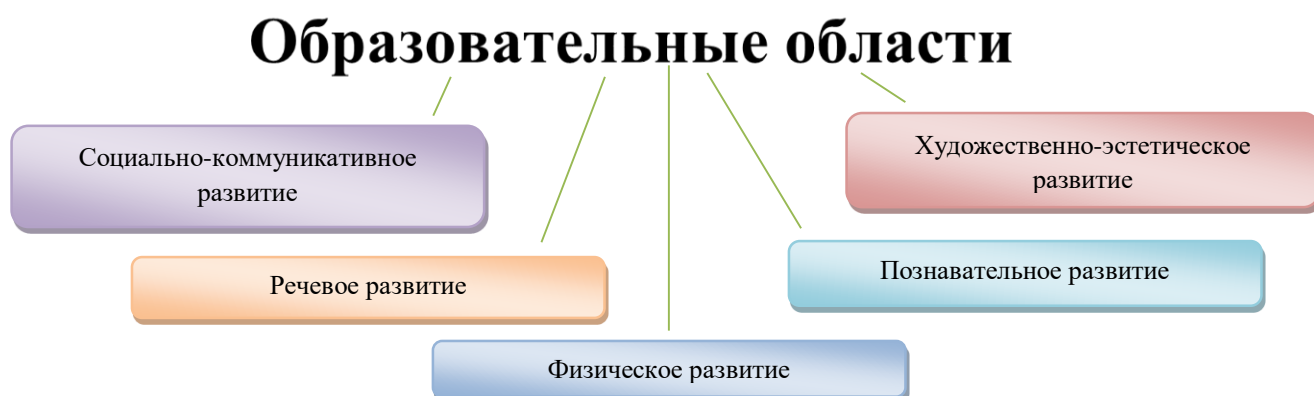 Образовательные области
Социально-коммуникативное
развитие
Художественно-эстетическое
развитие
Речевое развитие
Познавательное развитие
Физическое развитие